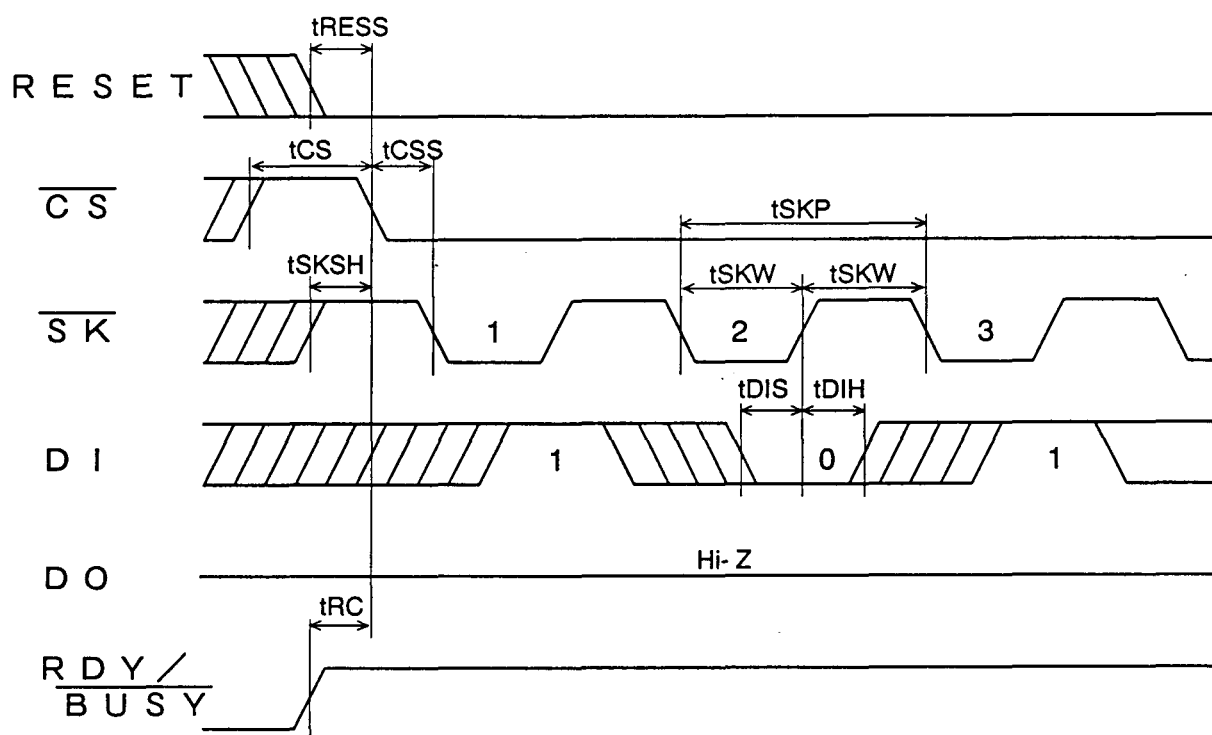 tRESS
RESET
tCS tCSS
CS
tSKP
tSKSH
tSKW tSKW
SK
1 2 3
tDIS tDIH
DI
1 0 1
Hi-Z
DO
tRC
RDY/
BUSY